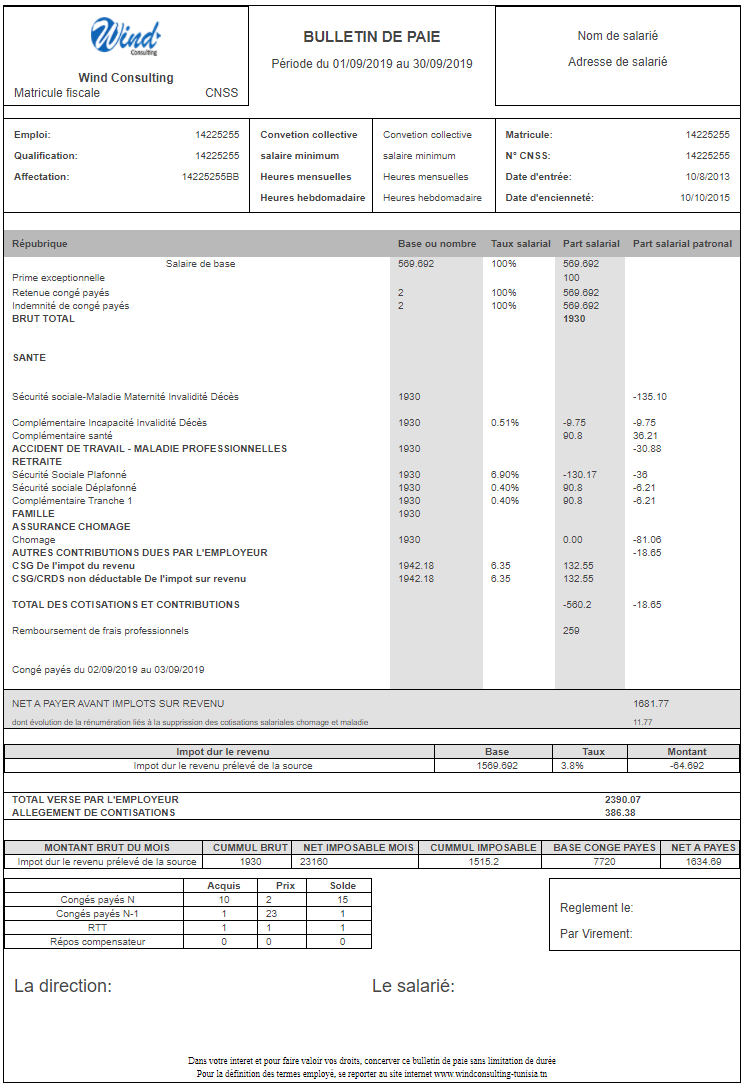 Wind
Consulting
Wind Consulting
Matricule fiscale CNSS
BULLETIN DE PAIE
Période du 01/09/2019 au 30/09/2019
Nom de salarié
Adresse de salarié
Emploi: 14225255
Qualification: 14225255
Affectation: 14225255BB
Convetion collective Convetion collective
salaire minimum salaire minimum
Heures mensuelles Heures mensuelles
Heures hebdomadaire Heures hebdomadaire
Matricule: 14225255
N° CNSS: 14225255
Date d'entrée: 10/8/2013
Date d'encienneté: 10/10/2015
Républrique Base ou nombre Taux salarial Part salarial Part salarial patronal
Salaire de base 569.692 100% 569.692
Prime exceptionnelle 100
Retenue congé payés 2 100% 569.692
Indemnité de congé payés 2 100% 569.692
BRUT TOTAL 1930
SANTE
Sécurité sociale-Maladie Maternité Invalidité Décès 1930 -135.10
Complémentaire Incapacité Invalidité Décès 1930 0.51% -9.75 -9.75
Complémentaire santé 90.8 36.21
ACCIDENT DE TRAVAIL - MALADIE PROFESSIONNELLES 1930 -30.88
RETRAITE
Sécurité Sociale Plafonné 1930 6.90% -130.17 -36
Sécurité sociale Déplafonné 1930 0.40% 90.8 -6.21
Complémentaire Tranche 1 1930 0.40% 90.8 -6.21
FAMILLE 1930
ASSURANCE CHOMAGE
Chomage 1930 0.00 -81.06
AUTRES CONTRIBUTIONS DUES PAR L'EMPLOYEUR -18.65
CSG De l'impot du revenu 1942.18 6.35 132.55
CSG/CRDS non déductable De l'impot sur revenu 1942.18 6.35 132.55
TOTAL DES COTISATIONS ET CONTRIBUTIONS -560.2 -18.65
Remboursement de frais professionnels 259
Congé payés du 02/09/2019 au 03/09/2019
NET A PAYER AVANT IMPLOTS SUR REVENU 1681.77
dont évolution de la rénumération liés à la supprission des cotisations salariales chomage et maladie 11.77
Impot dur le revenu Base Taux Montant
Impot dur le revenu prélevé de la source 1569.692 3.8% -64.692
TOTAL VERSE PAR L'EMPLOYEUR 2390.07
ALLEGEMENT DE CONTISATIONS 386.38
MONTANT BRUT DU MOIS CUMMUL BRUT NET IMPOSABLE MOIS CUMMUL IMPOSABLE BASE CONGE PAYES NET A PAYES
Impot dur le revenu prélevé de la source 1930 23160 1515.2 7720 1634.69
Acquis Prix Solde
Congés payés N 10 2 15
Congés payés N-1 1 23 1
RTT 1 1 1
Répos compensateur 0 0 0
Reglement le:
Par Virement:
La direction: Le salarié:
Dans votre interet et pour faire valoir vos droits, concerver ce bulletin de paie sans limitation de durée
Pour la définition des termes employé, se reporter au site internet www.windconsulting-tunisia.tn